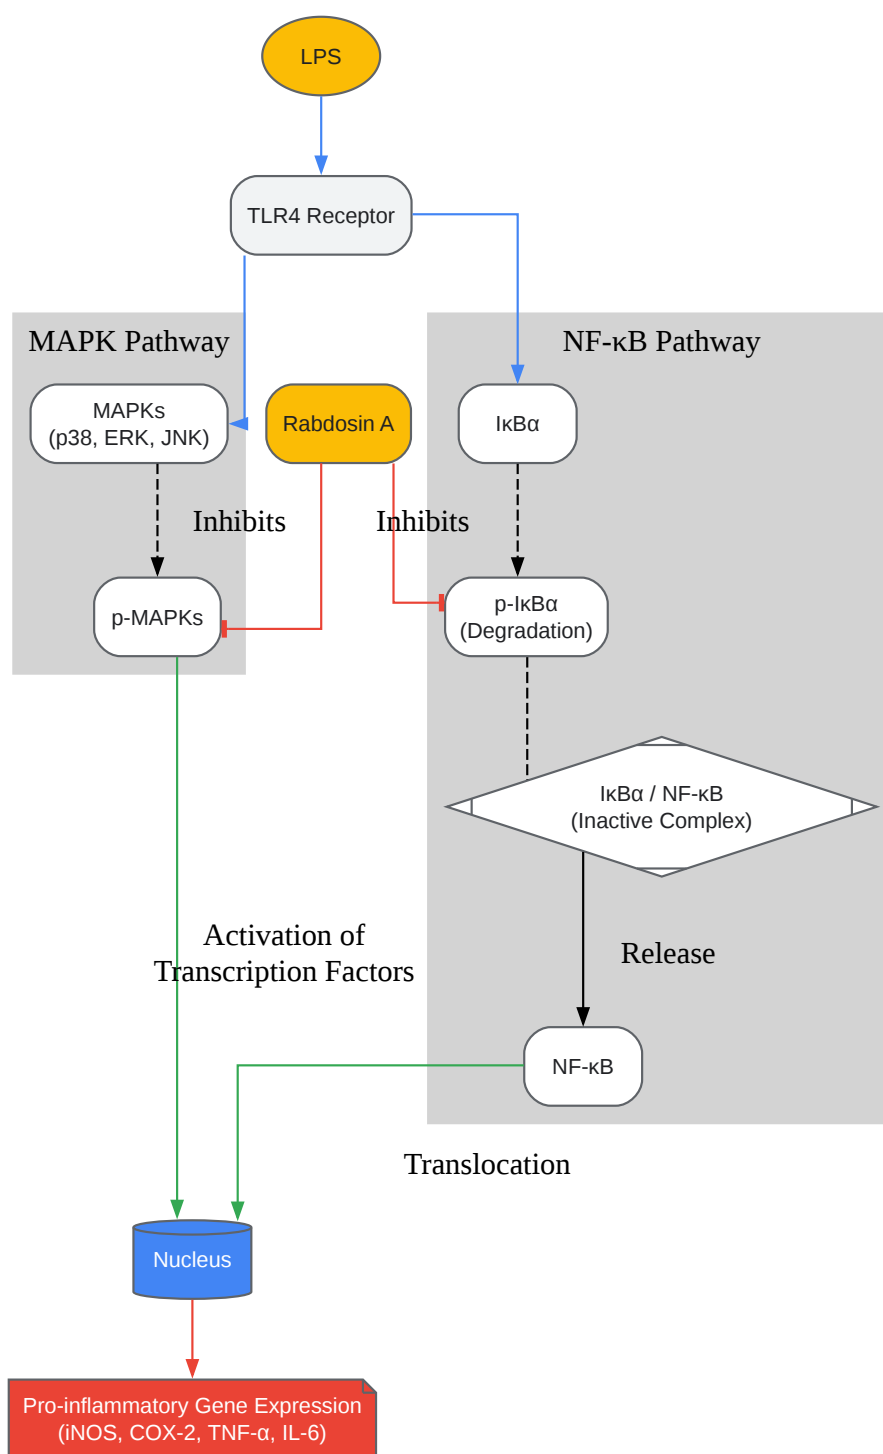 LPS
TLR4 Receptor
MAPK Pathway
NF-κB Pathway
MAPKs
(p38, ERK, JNK)
Rabdosin A
IκBα
Inhibits
Inhibits
p-MAPKs
p-IκBα
(Degradation)
IκBα / NF-κB
(Inactive Complex)
Activation of
Transcription Factors
Release
NF-κB
Translocation
Nucleus
Pro-inflammatory Gene Expression
(iNOS, COX-2, TNF-α, IL-6)